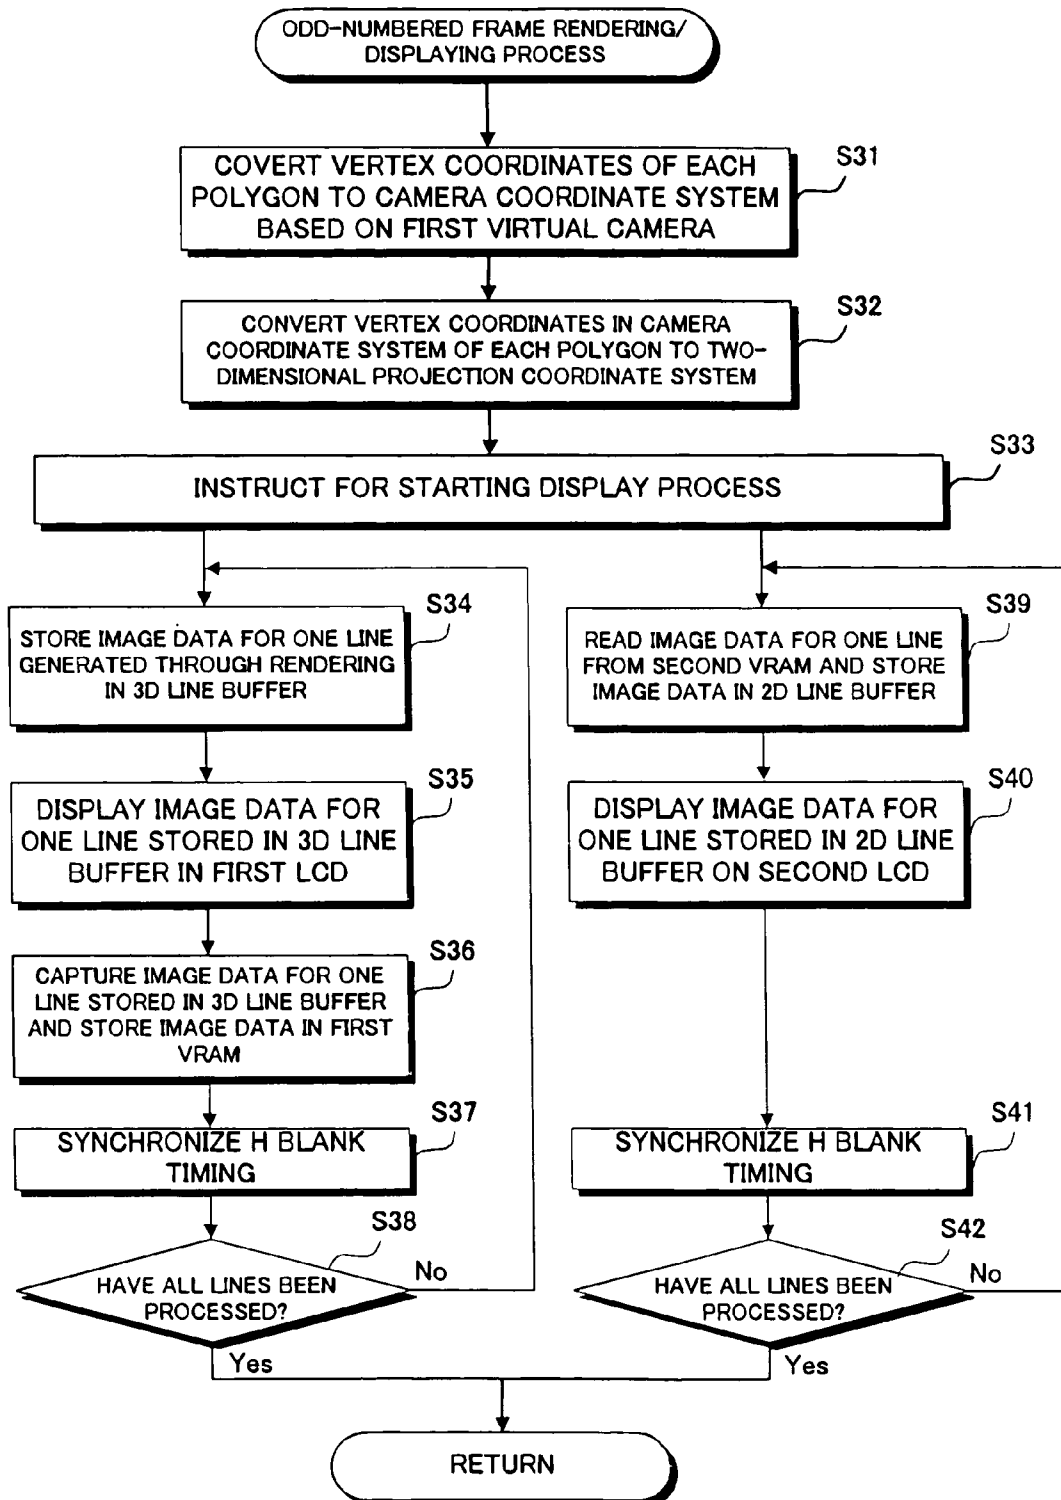 ODD-NUMBERED FRAME RENDERING/
DISPLAYING PROCESS
S31
COVERT VERTEX COORDINATES OF EACH
POLYGON TO CAMERA COORDINATE SYSTEM
BASED ON FIRST VIRTUAL CAMERA
S32
CONVERT VERTEX COORDINATES IN CAMERA
COORDINATE SYSTEM OF EACH POLYGON TO TWO-
DIMENSIONAL PROJECTION COORDINATE SYSTEM
S33
INSTRUCT FOR STARTING DISPLAY PROCESS
S34
STORE IMAGE DATA FOR ONE LINE
GENERATED THROUGH RENDERING
IN 3D LINE BUFFER
S35
DISPLAY IMAGE DATA FOR
ONE LINE STORED IN 3D LINE
BUFFER IN FIRST LCD
S36
CAPTURE IMAGE DATA FOR ONE
LINE STORED IN 3D LINE BUFFER
AND STORE IMAGE DATA IN FIRST
VRAM
S37
SYNCHRONIZE H BLANK
TIMING
S38
HAVE ALL LINES BEEN
PROCESSED?
No
Yes
S39
READ IMAGE DATA FOR ONE LINE
FROM SECOND VRAM AND STORE
IMAGE DATA IN 2D LINE BUFFER
S40
DISPLAY IMAGE DATA FOR
ONE LINE STORED IN 2D LINE
BUFFER ON SECOND LCD
S41
SYNCHRONIZE H BLANK
TIMING
S42
HAVE ALL LINES BEEN
PROCESSED?
No
Yes
RETURN